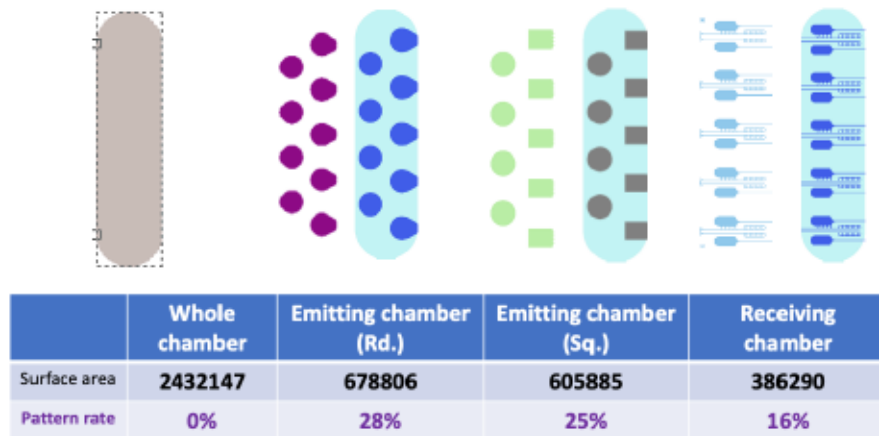 Whole chamber
Emitting chamber (Rd.)
Emitting chamber (Sq.)
Receiving chamber
Surface area 2432147 678806 605885 386290
Pattern rate 0% 28% 25% 16%